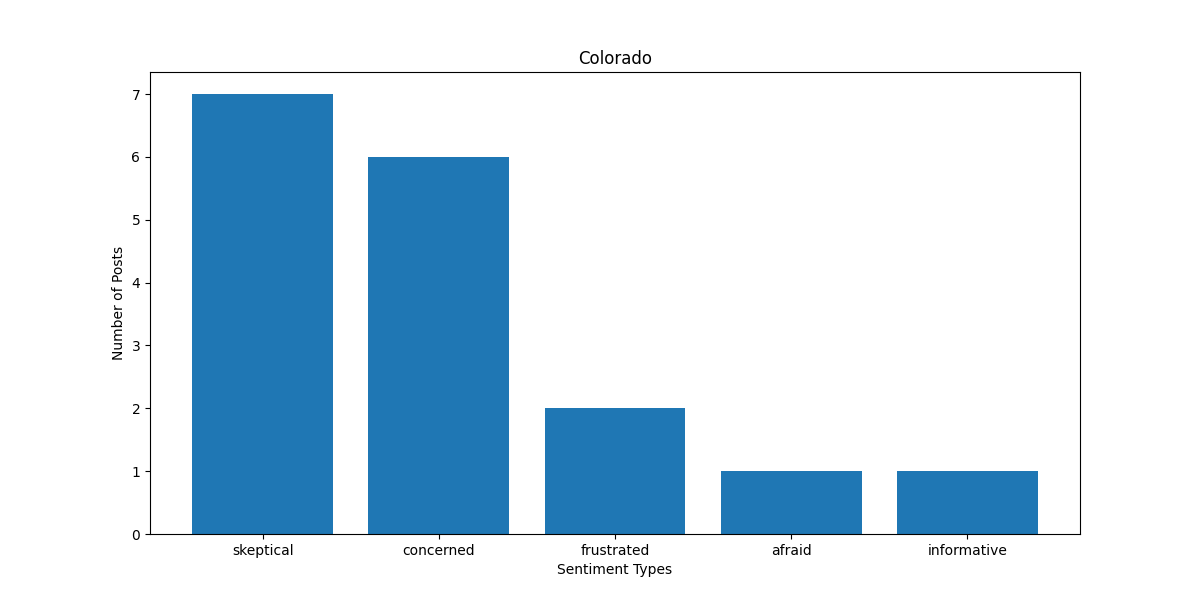 Colorado
Number of Posts
7
6
5
4
3
2
1
0
skeptical concerned frustrated afraid informative
Sentiment Types